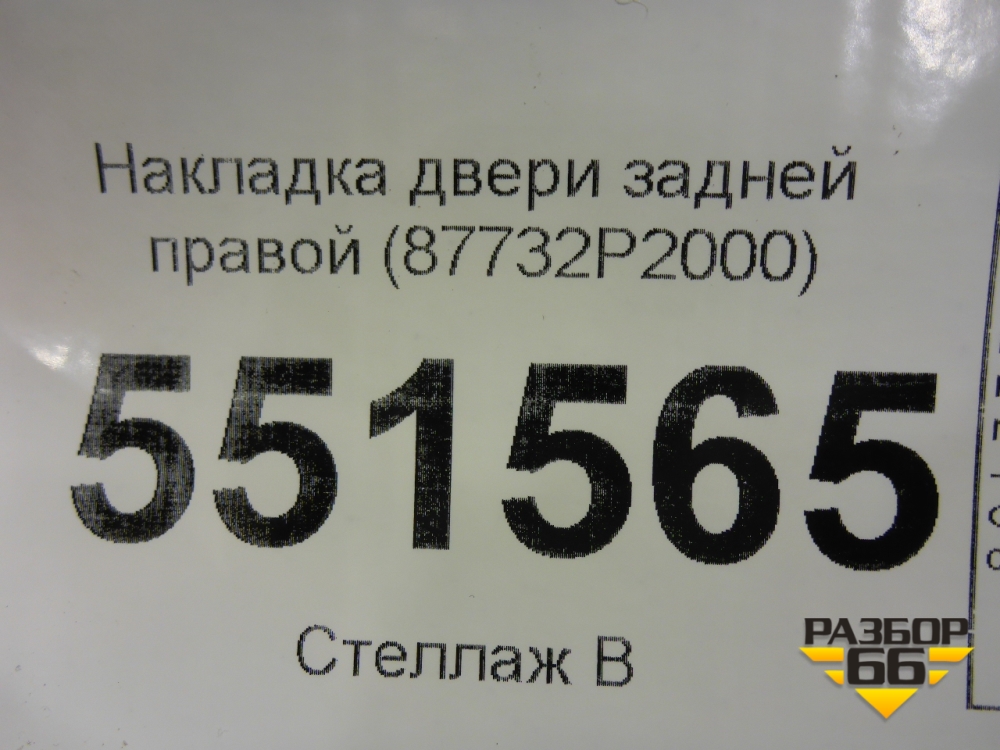 Накладка двери задней
правой (87732P2000)
551565
Стеллаж В
РАЗБОР
66